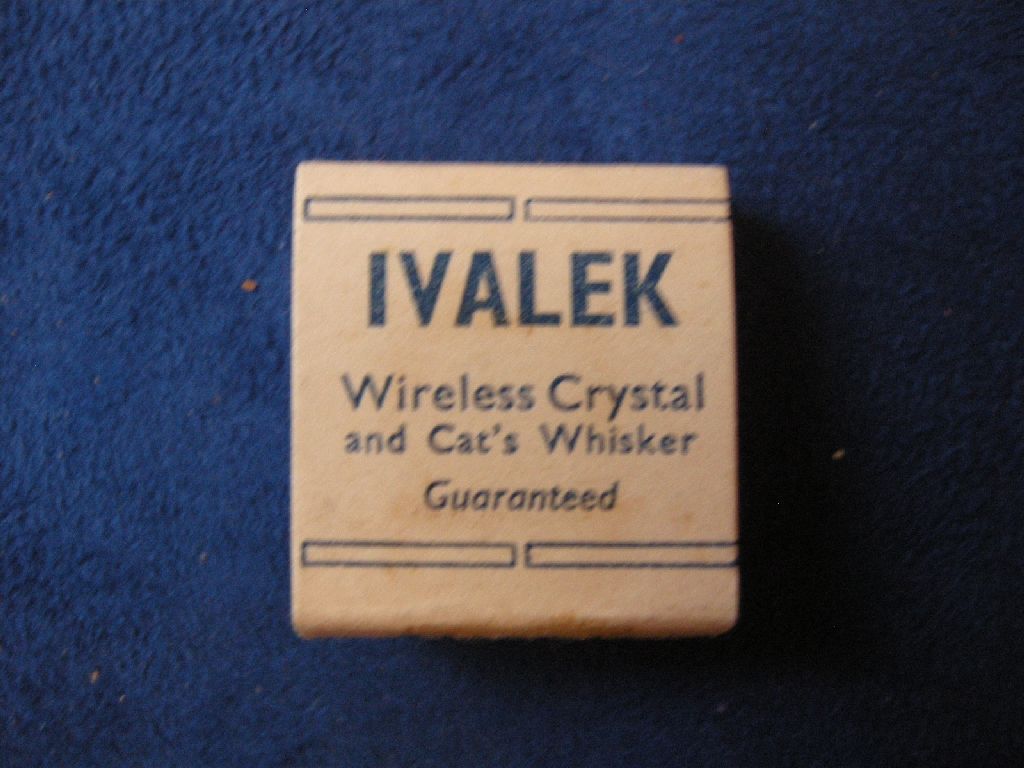 IVALEK
Wireless Crystal
and Cat's Whisker
Guaranteed